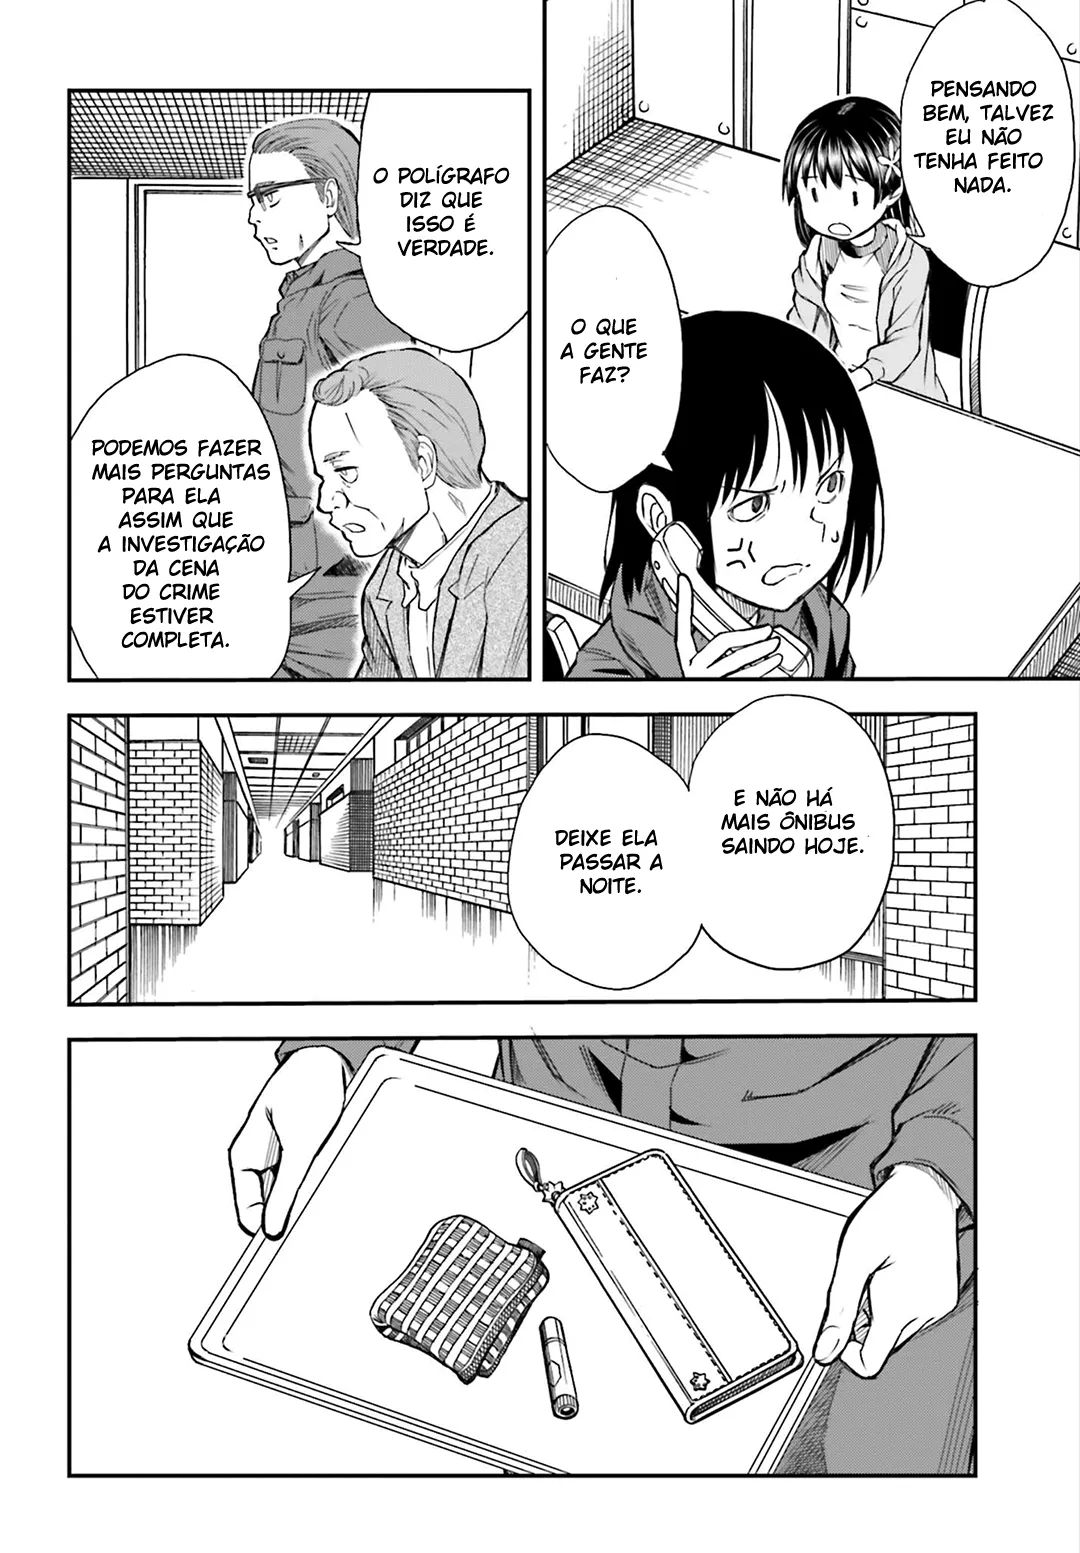 PENSANDO
BEM, TALVEZ
EU NÃO
TENHA FEITO
NADA.
O QUE
A GENTE
FAZ?
O POLÍGRAFO
DIZ QUE
ISSO É
VERDADE.
PODEMOS FAZER
MAIS PERGUNTAS
PARA ELA
ASSIM QUE
A INVESTIGAÇÃO
DA CENA
DO CRIME
ESTIVER
COMPLETA.
E NÃO HÁ
MAIS ÔNIBUS
SAINDO HOJE.
DEIXE ELA
PASSAR A
NOITE.